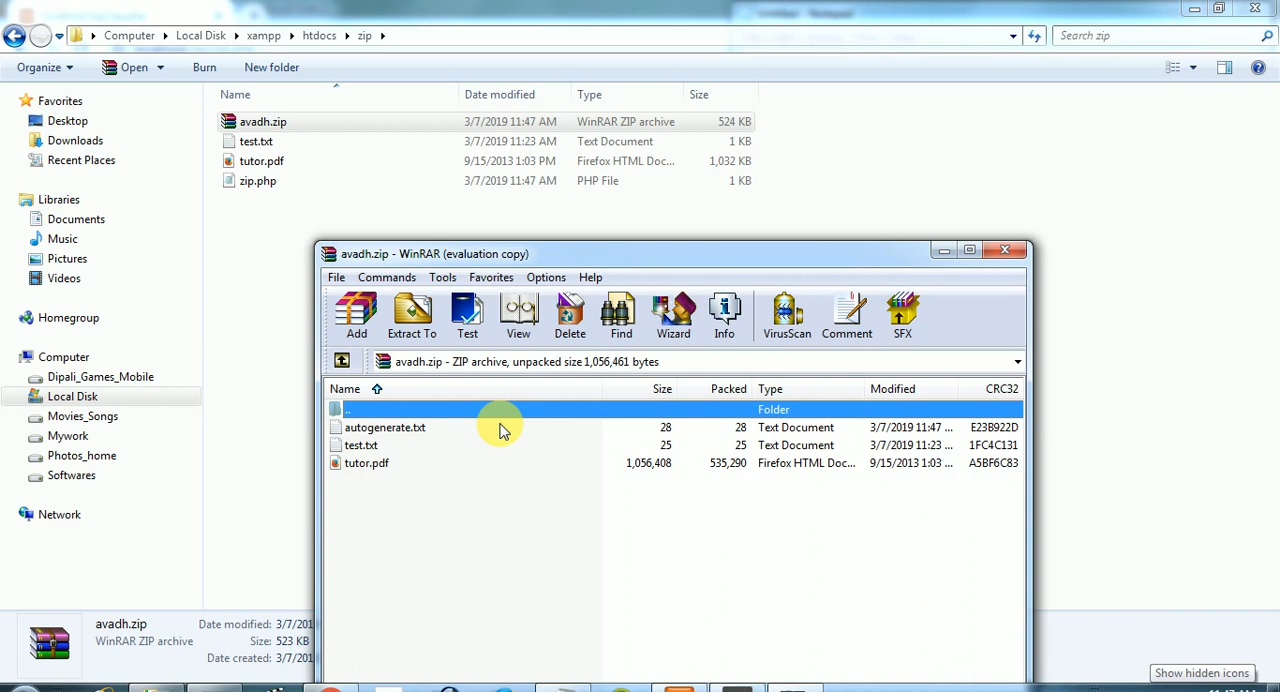 Computer Local Disk xampp htdocs zip
Search zip
Organize Open Burn New folder
Name Date modified Type Size
Favorites
Desktop
Downloads
Recent Places
Libraries
Documents
Music
Pictures
Videos
Homegroup
Computer
Dipali_Games_Mobile
Local Disk
Movies_Songs
Mywork
Photos_home
Softwares
Network
avadh.zip 3/7/2019 11:47 AM WinRAR ZIP archive 524 KB
test.txt 3/7/2019 11:23 AM Text Document 1 KB
tutor.pdf 9/15/2013 1:03 PM Firefox HTML Doc... 1,032 KB
zip.php 3/7/2019 11:47 AM PHP File 1 KB
avadh.zip - WinRAR (evaluation copy)
File Commands Tools Favorites Options Help
Add Extract To Test View Delete Find Wizard Info VirusScan Comment SFX
avadh.zip - ZIP archive, unpacked size 1,056,461 bytes
Name Size Packed Type Modified CRC32
.. Folder
autogenerate.txt 28 28 Text Document 3/7/2019 11:47 ... E23B922D
test.txt 25 25 Text Document 3/7/2019 11:23 ... 1FC4C131
tutor.pdf 1,056,408 535,290 Firefox HTML Doc... 9/15/2013 1:03 ... A5BF6C83
avadh.zip Date modified: 3/7/201
WinRAR ZIP archive Size: 523 KB
Date created: 3/7/201
Show hidden icons